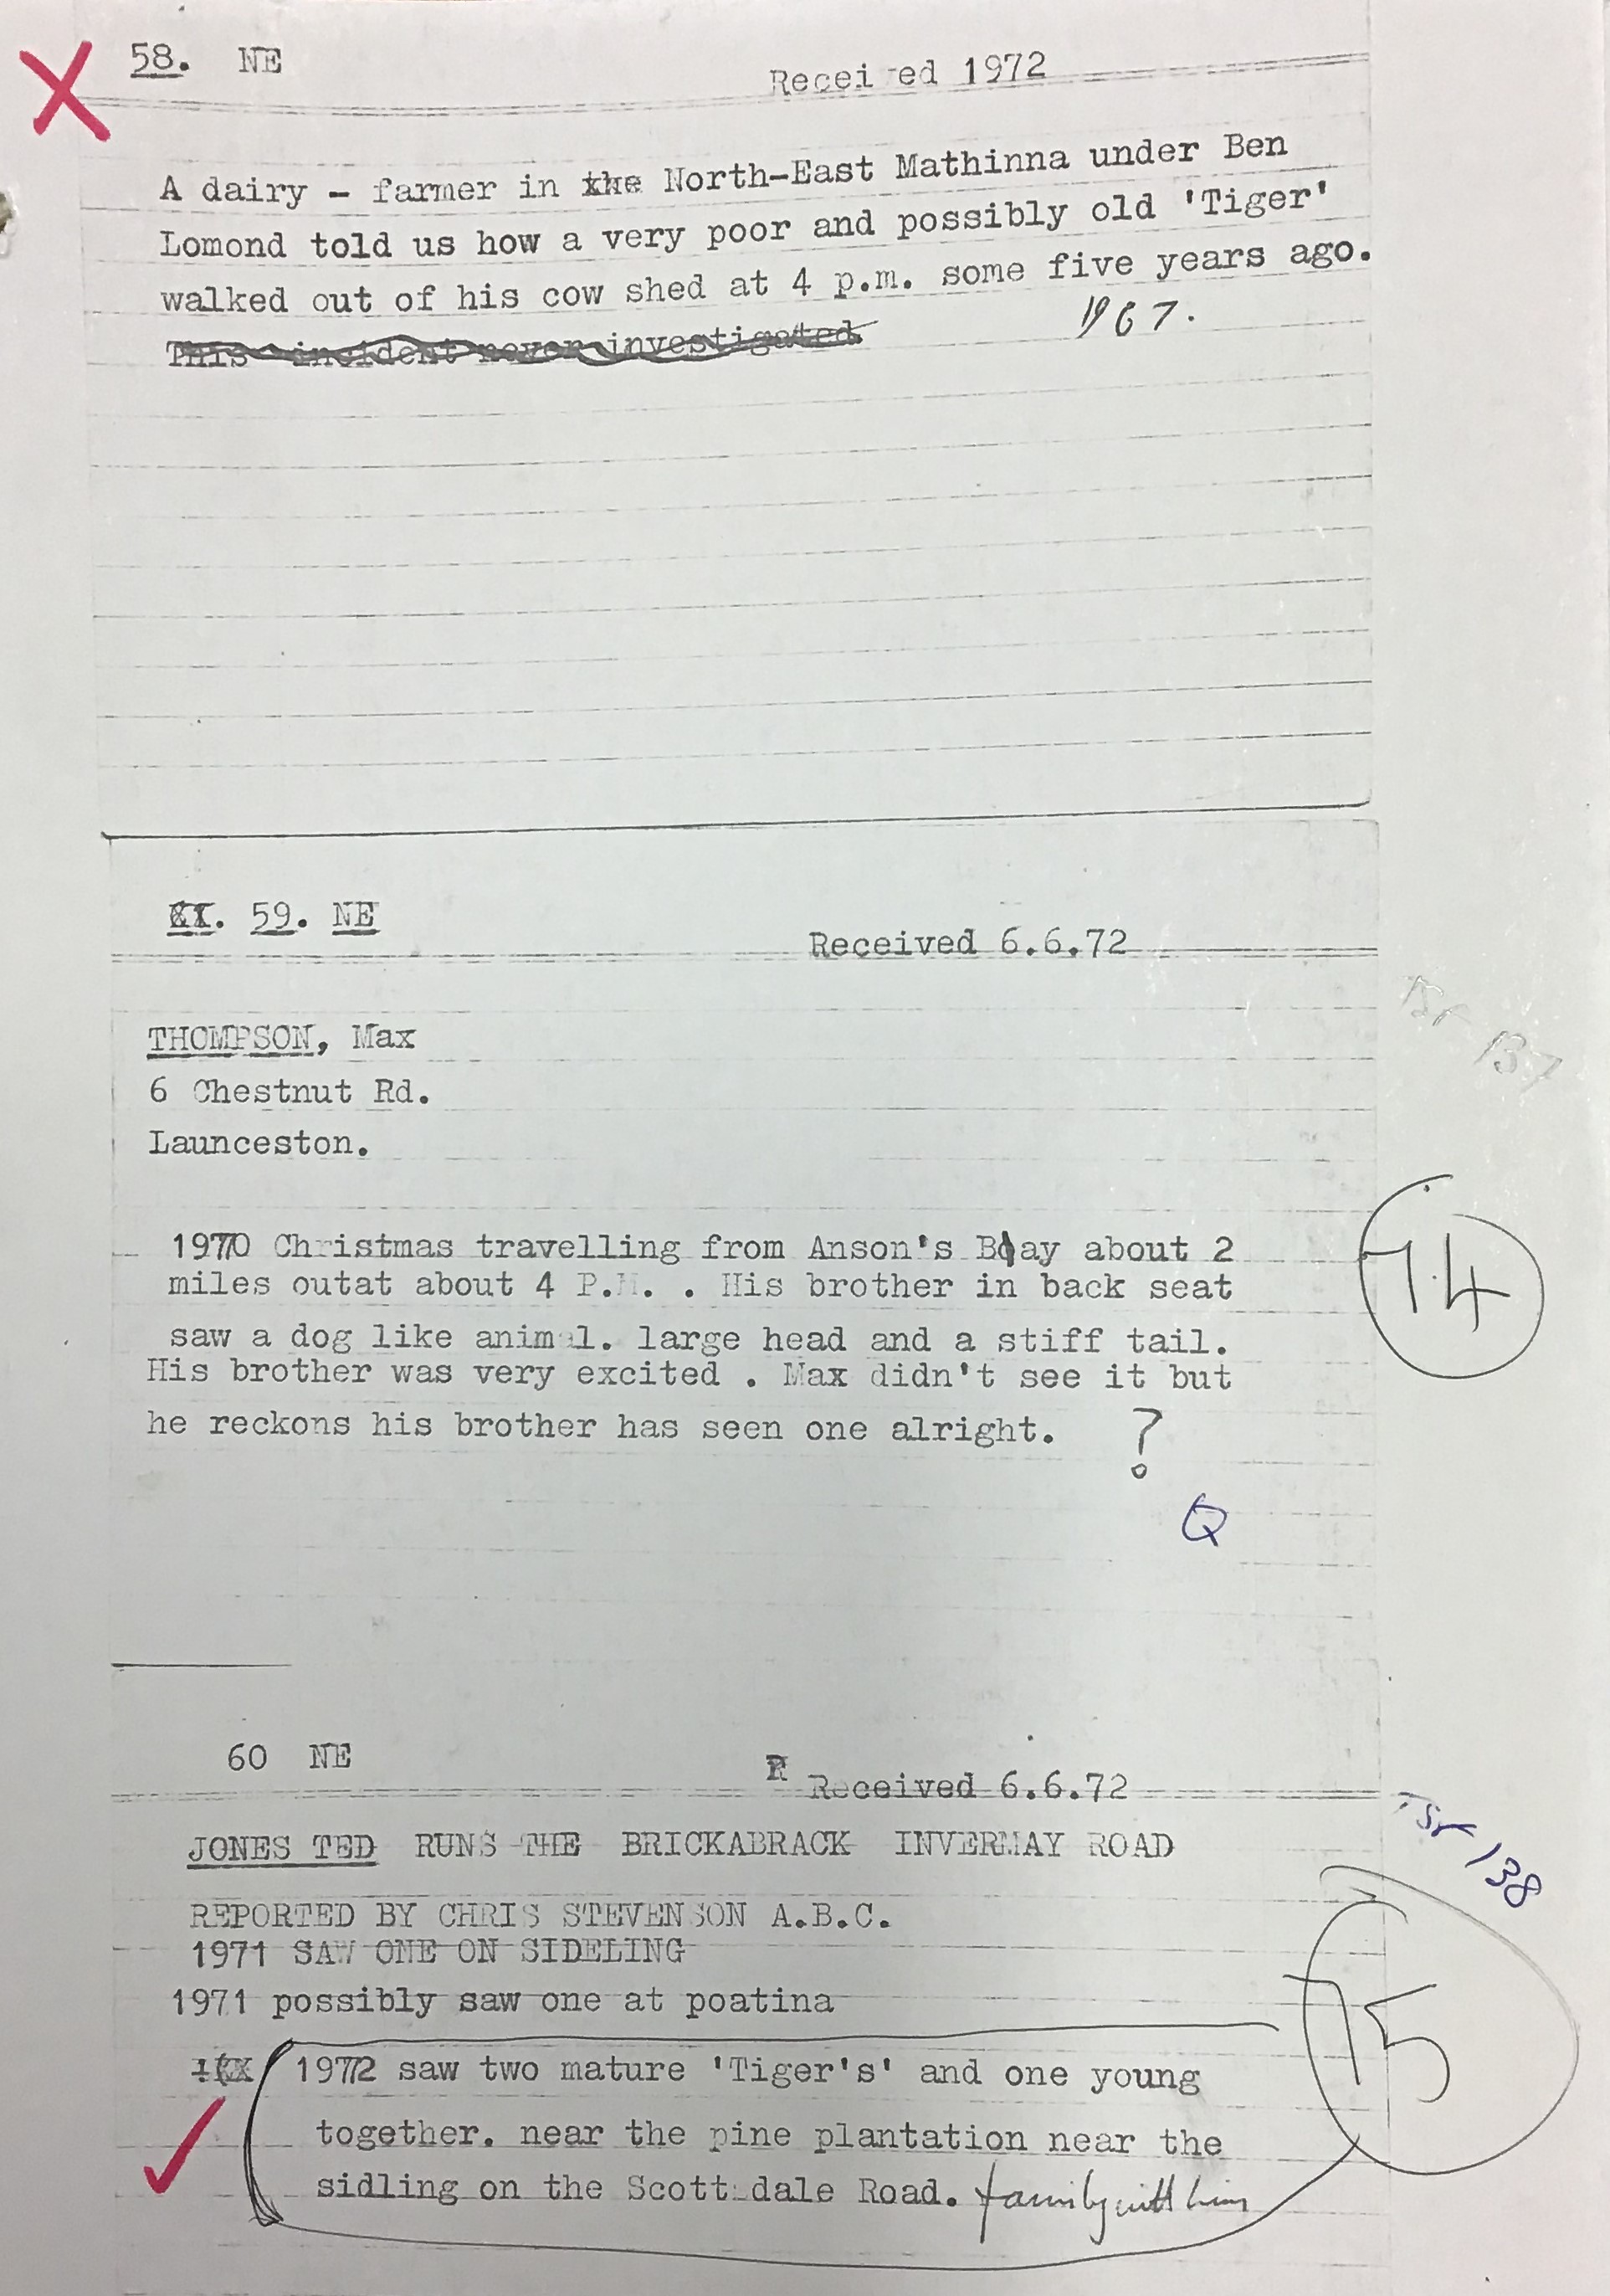 58. NE
Received 1972
A dairy - farmer in the North-East Mathinna under Ben
Lomond told us how a very poor and possibly old 'Tiger'
walked out of his cow shed at 4 p.m. some five years ago.
1967.
This incident never investigated.
59. NE
Received 6.6.72
THOMPSON, Max
6 Chestnut Rd.
Launceston.
1970 Christmas travelling from Anson's Bay about 2
miles outat about 4 P.M. . His brother in back seat
saw a dog like animal. large head and a stiff tail.
His brother was very excited . Max didn't see it but
he reckons his brother has seen one alright. ?
Q
137
74
60 NE
R Received 6.6.72
138
JONES TED RUNS THE BRICKABRACK INVERMAY ROAD
REPORTED BY CHRIS STEVENSON A.B.C.
1971 SAW ONE ON SIDELING
1971 possibly saw one at poatina
75
1972 saw two mature 'Tiger's' and one young
together. near the pine plantation near the
sidling on the Scottsdale Road. family with him